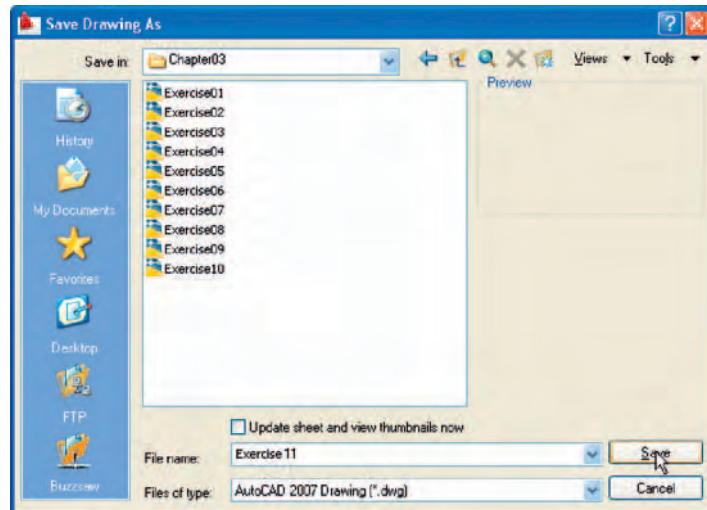 Save Drawing As
Save in: Chapter03 Views Tools
Preview
Exercise01
Exercise02
Exercise03
Exercise04
Exercise05
Exercise06
Exercise07
Exercise08
Exercise09
Exercise10
History
My Documents
Favorites
Desktop
FTP
Buzzsaw
Update sheet and view thumbnails now
File name: Exercise 11 Save
Files of type: AutoCAD 2007 Drawing (*.dwg) Cancel